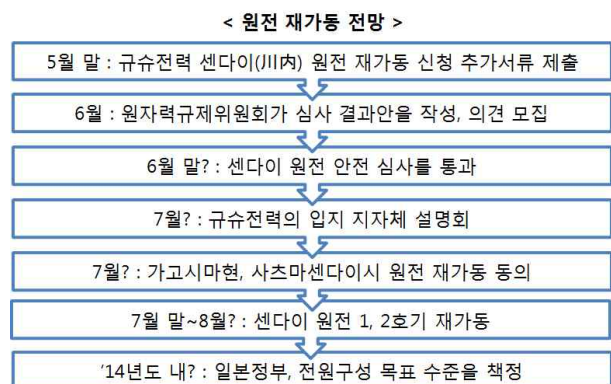 < 원전 재가동 전망 >
5월 말 : 규슈전력 센다이(川内) 원전 재가동 신청 추가서류 제출
6월 : 원자력규제위원회가 심사 결과안을 작성, 의견 모집
6월 말? : 센다이 원전 안전 심사를 통과
7월? : 규슈전력의 입지 지자체 설명회
7월? : 가고시마현, 사츠마센다이시 원전 재가동 동의
7월 말~8월? : 센다이 원전 1, 2호기 재가동
'14년도 내? : 일본정부, 전원구성 목표 수준을 책정